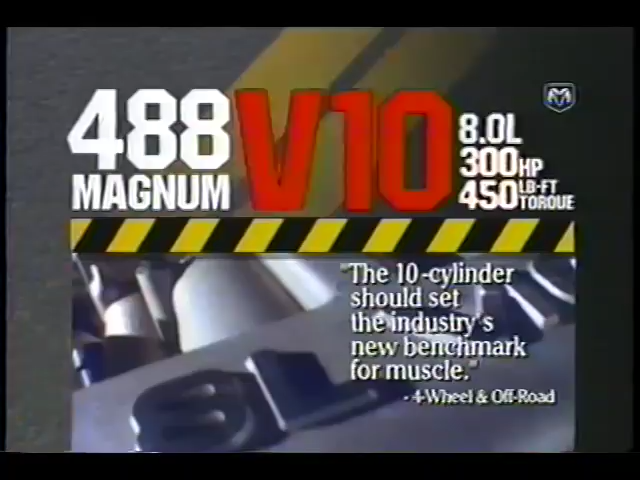 488
MAGNUM
V10
8.0L
300HP
450LB-FT
TORQUE
"The 10-cylinder
should set
the industry's
new benchmark
for muscle."
- 4-Wheel & Off-Road